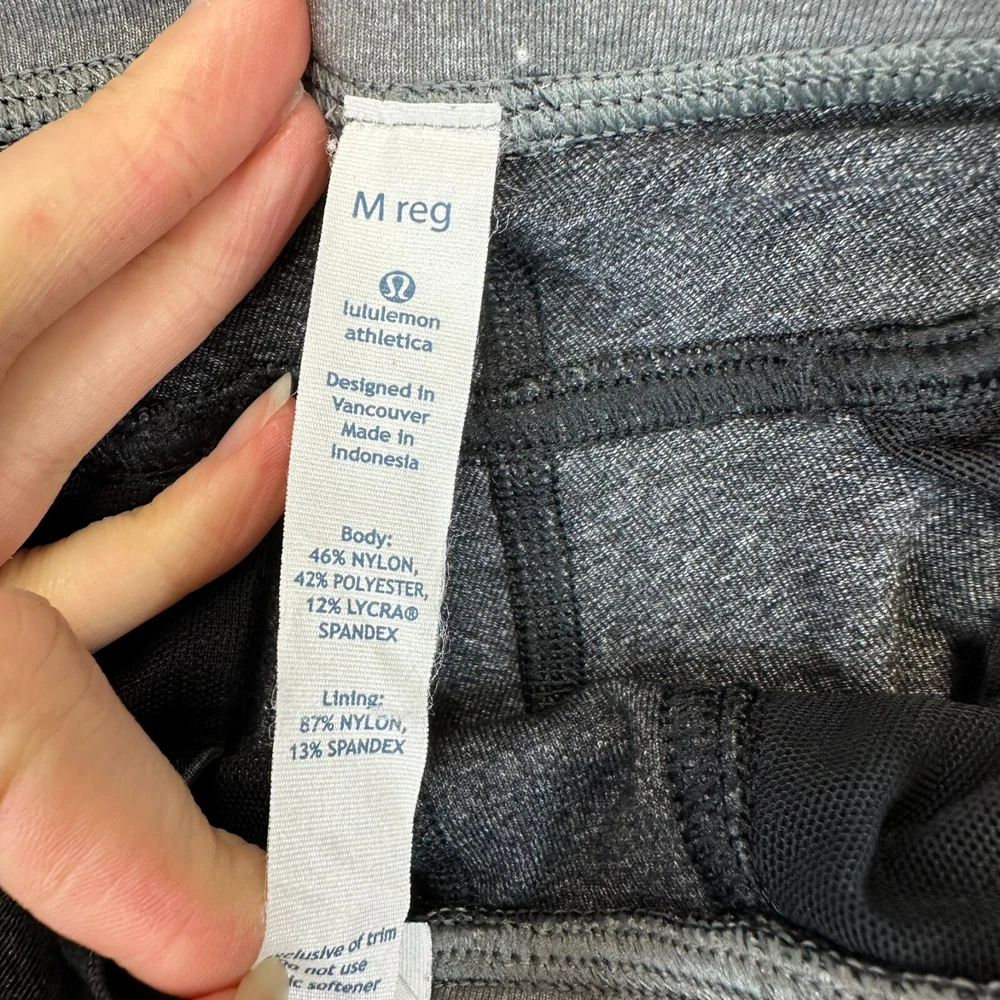 M reg
lululemon
athletica
Designed in
Vancouver
Made in
Indonesia
Body:
46% NYLON,
42% POLYESTER,
12% LYCRA®
SPANDEX
Lining:
87% NYLON,
13% SPANDEX
of trim
not use
softener